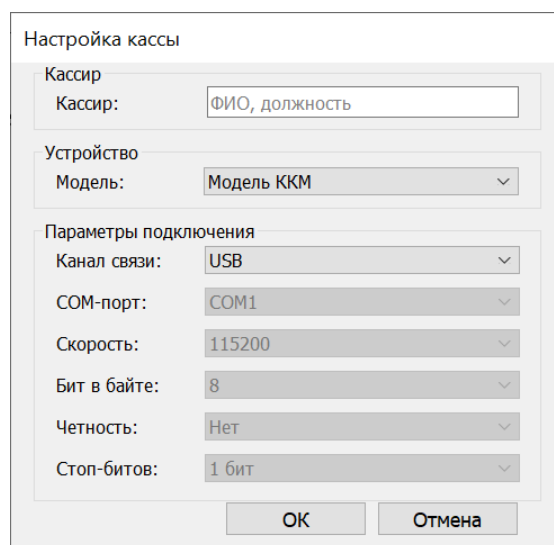 Настройка кассы
Кассир
Кассир: ФИО, должность
Устройство
Модель: Модель ККМ
Параметры подключения
Канал связи: USB
COM-порт: COM1
Скорость: 115200
Бит в байте: 8
Четность: Нет
Стоп-битов: 1 бит
OK Отмена